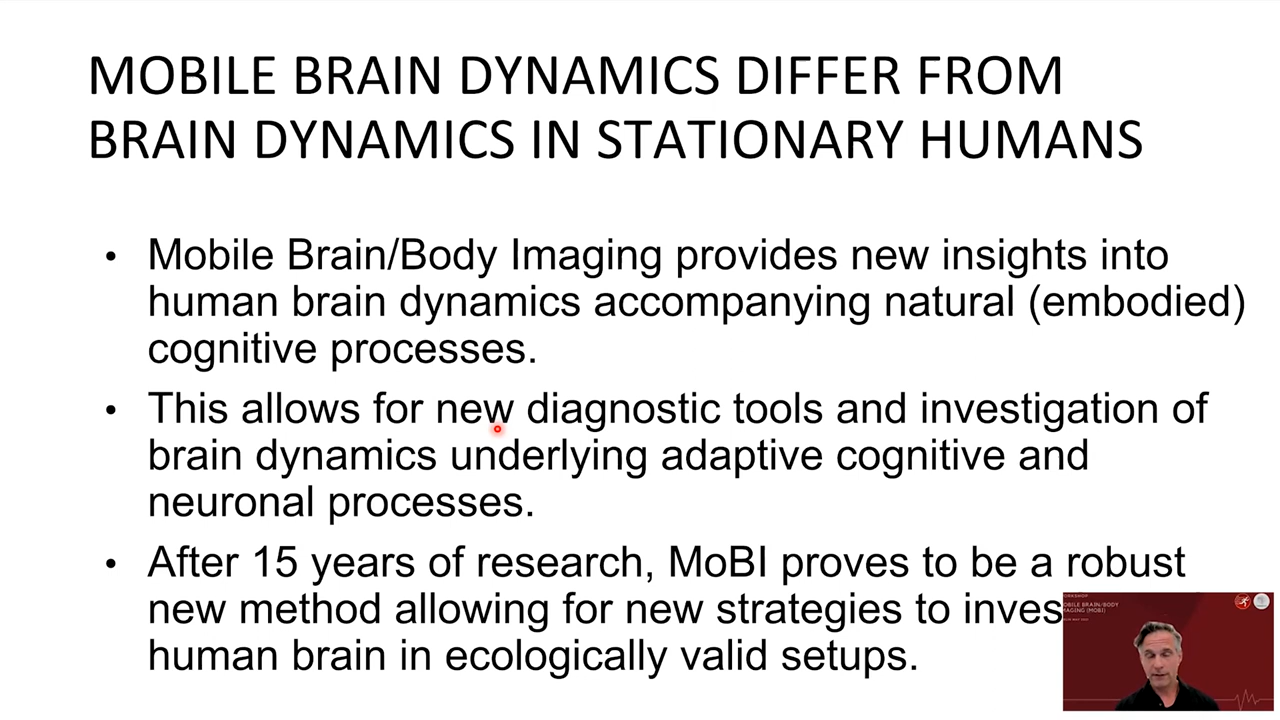 MOBILE BRAIN DYNAMICS DIFFER FROM
BRAIN DYNAMICS IN STATIONARY HUMANS
• Mobile Brain/Body Imaging provides new insights into
human brain dynamics accompanying natural (embodied)
cognitive processes.
• This allows for new diagnostic tools and investigation of
brain dynamics underlying adaptive cognitive and
neuronal processes.
• After 15 years of research, MoBI proves to be a robust
new method allowing for new strategies to inves
human brain in ecologically valid setups.
ORKSHOP
OBILE BRAIN/BODY
MAGING (MOBI)